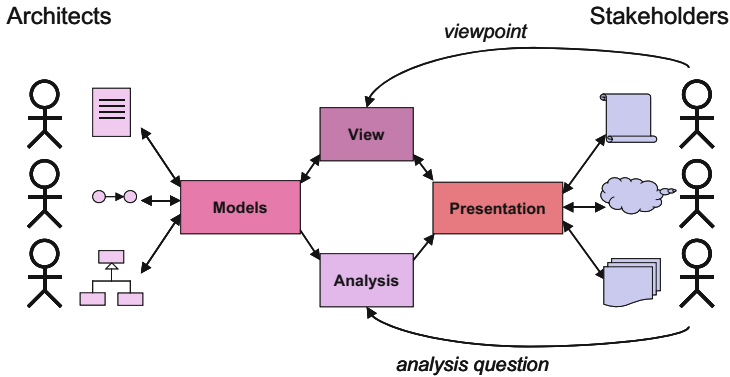 Architects
Stakeholders
viewpoint
View
Models
Presentation
Analysis
analysis question